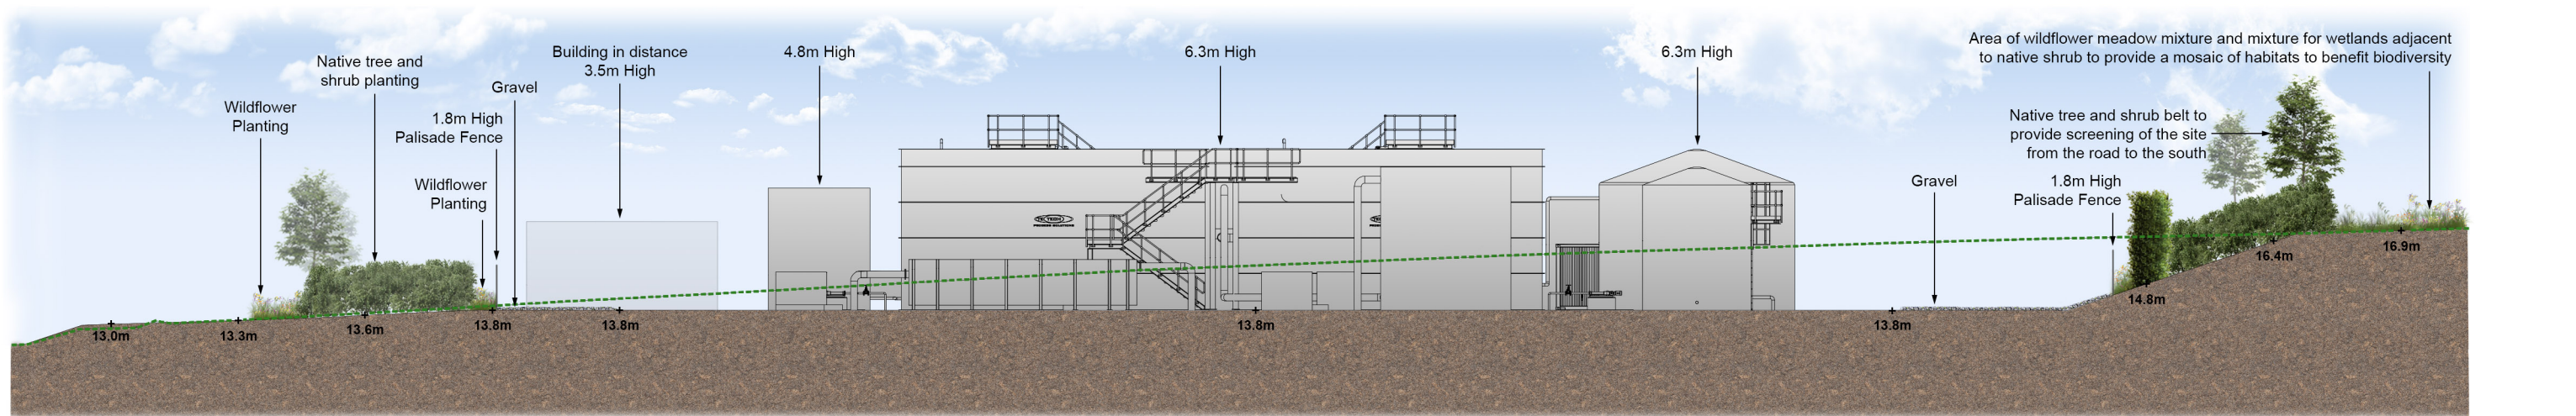 Native tree and
shrub planting
Wildflower
Planting
1.8m High
Palisade Fence
Wildflower
Planting
Gravel
Building in distance
3.5m High
4.8m High
6.3m High
6.3m High
Gravel
Area of wildflower meadow mixture and mixture for wetlands adjacent
to native shrub to provide a mosaic of habitats to benefit biodiversity
Native tree and shrub belt to
provide screening of the site
from the road to the south
1.8m High
Palisade Fence
13.0m
13.3m
13.6m
13.8m
13.8m
13.8m
13.8m
14.8m
16.4m
16.9m